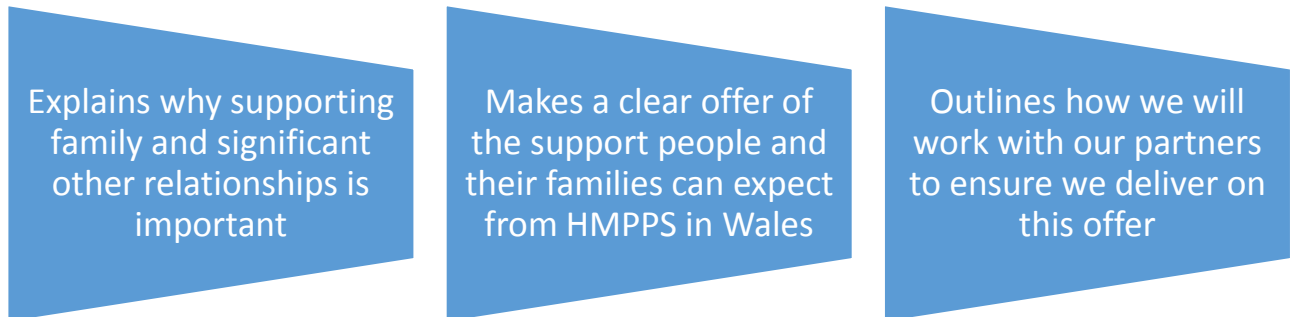 Explains why supporting
family and significant
other relationships is
important
Makes a clear offer of
the support people and
their families can expect
from HMPPS in Wales
Outlines how we will
work with our partners
to ensure we deliver on
this offer